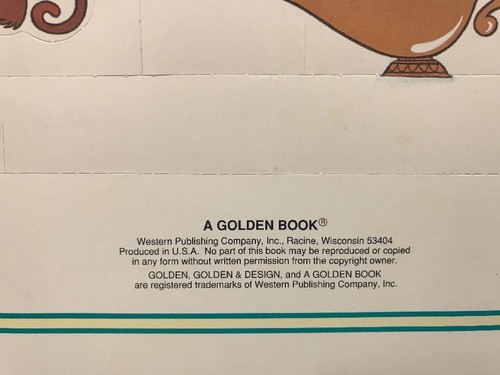 A GOLDEN BOOK®
Western Publishing Company, Inc., Racine, Wisconsin 53404
Produced in U.S.A. No part of this book may be reproduced or copied
in any form without written permission from the copyright owner.
GOLDEN, GOLDEN & DESIGN, and A GOLDEN BOOK
are registered trademarks of Western Publishing Company, Inc.